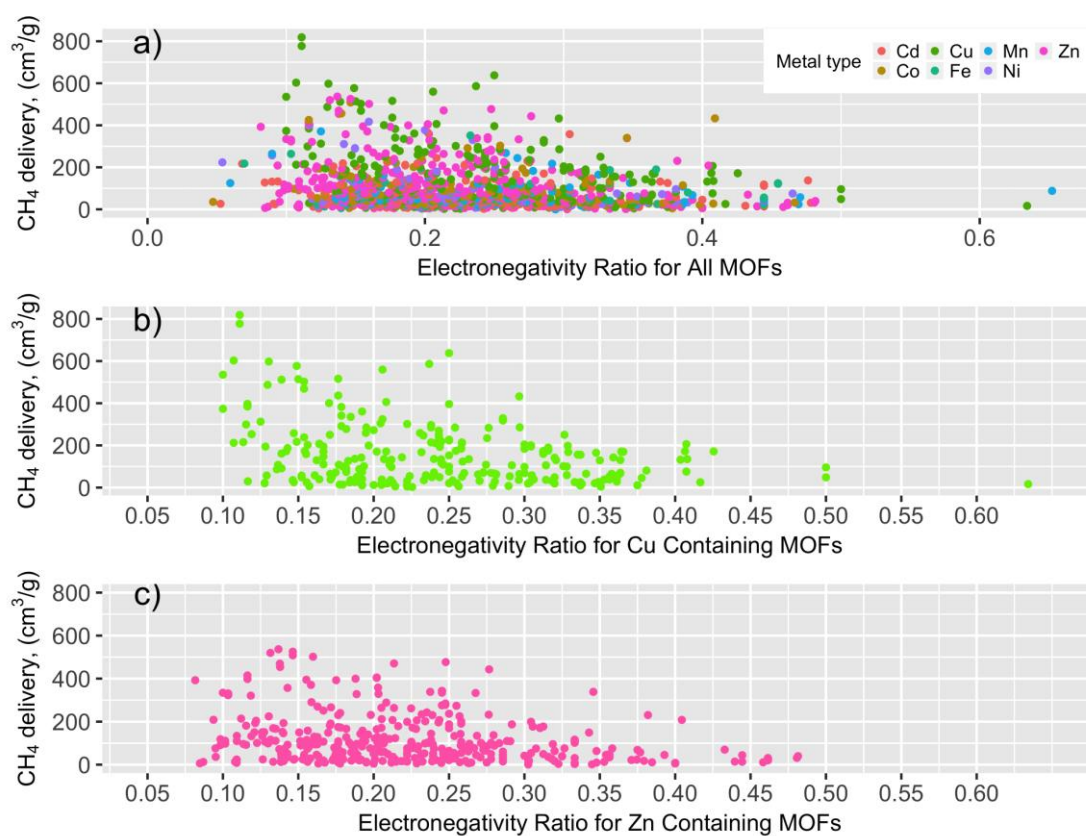 a)
Metal type Cd Cu Mn Zn
Co Fe Ni
CH₄ delivery, (cm³/g)
800
600
400
200
0
0.0 0.2 0.4 0.6
Electronegativity Ratio for All MOFs
b)
CH₄ delivery, (cm³/g)
800
600
400
200
0
0.05 0.10 0.15 0.20 0.25 0.30 0.35 0.40 0.45 0.50 0.55 0.60
Electronegativity Ratio for Cu Containing MOFs
c)
CH₄ delivery, (cm³/g)
800
600
400
200
0
0.05 0.10 0.15 0.20 0.25 0.30 0.35 0.40 0.45 0.50 0.55 0.60
Electronegativity Ratio for Zn Containing MOFs